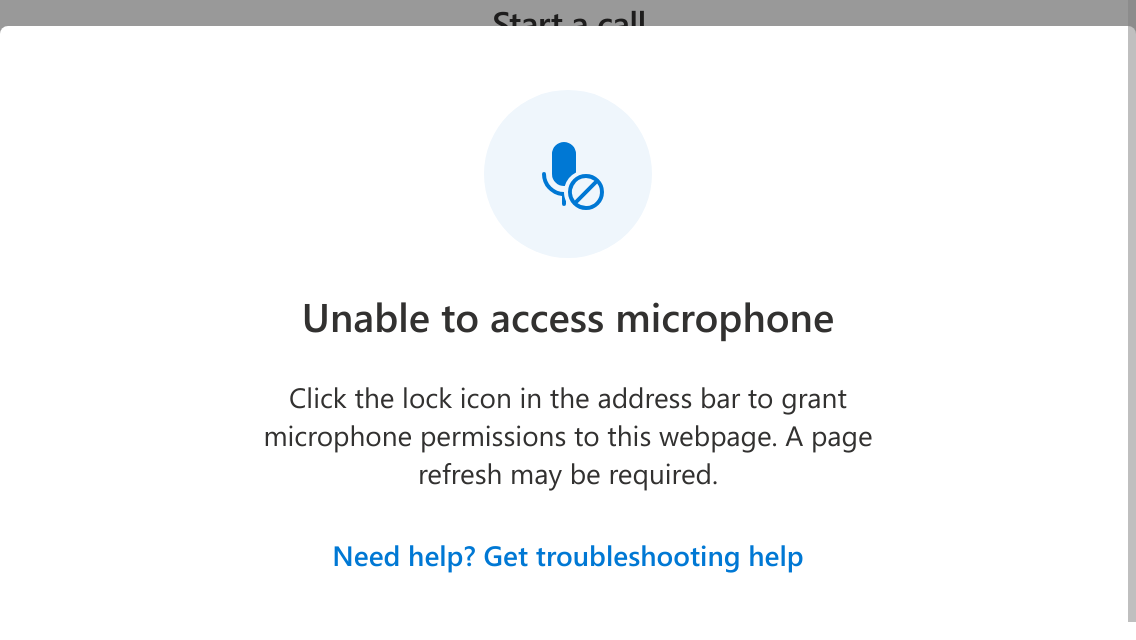 Start a call
Unable to access microphone
Click the lock icon in the address bar to grant
microphone permissions to this webpage. A page
refresh may be required.
Need help? Get troubleshooting help